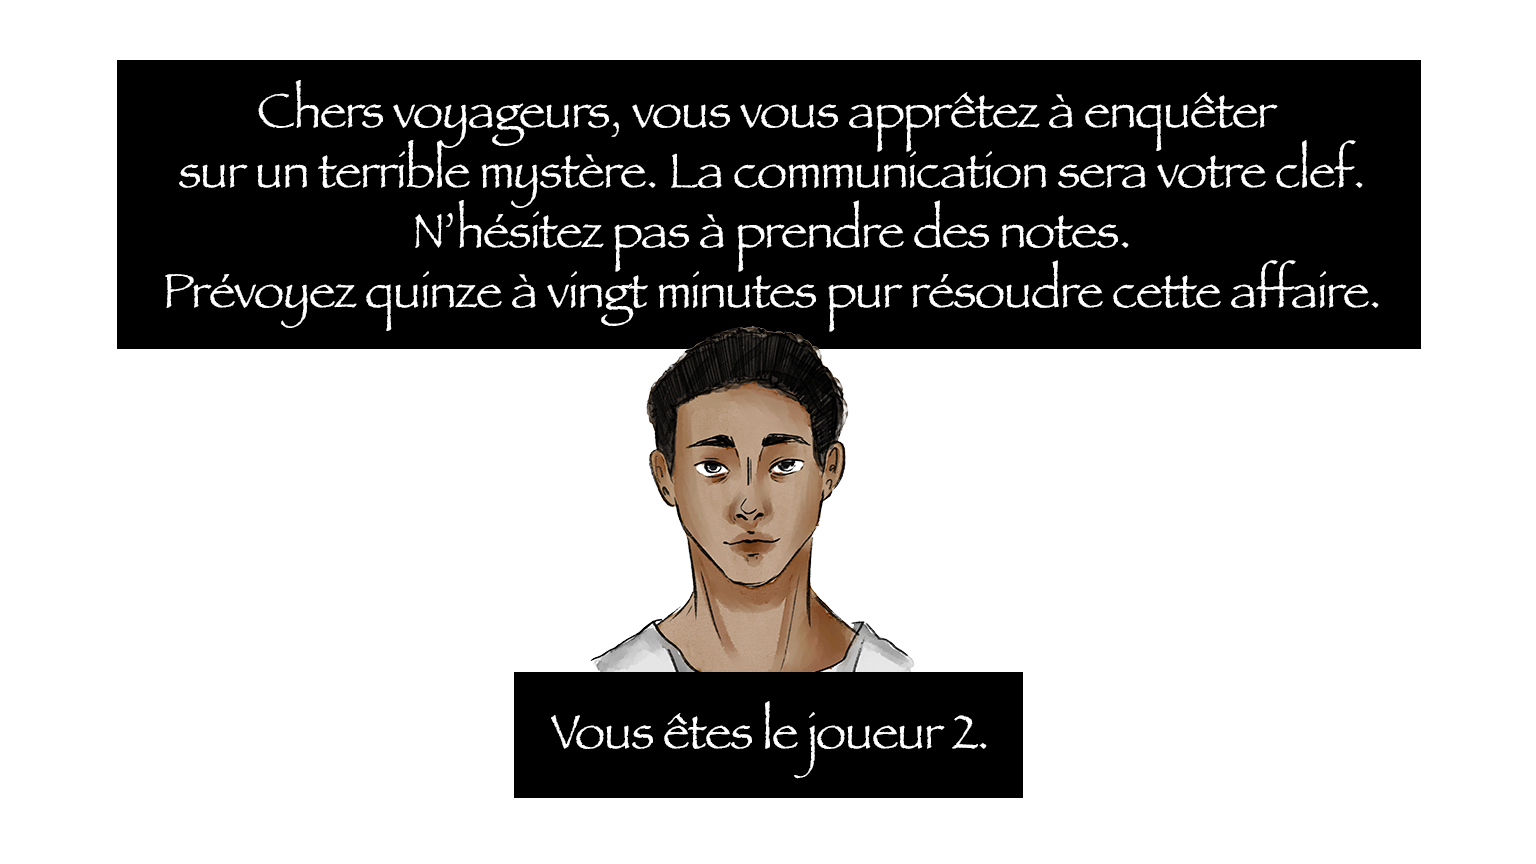 Chers voyageurs, vous vous apprêtez à enquêter
sur un terrible mystère. La communication sera votre clef.
N'hésitez pas à prendre des notes.
Prévoyez quinze à vingt minutes pur résoudre cette affaire.
Vous êtes le joueur 2.